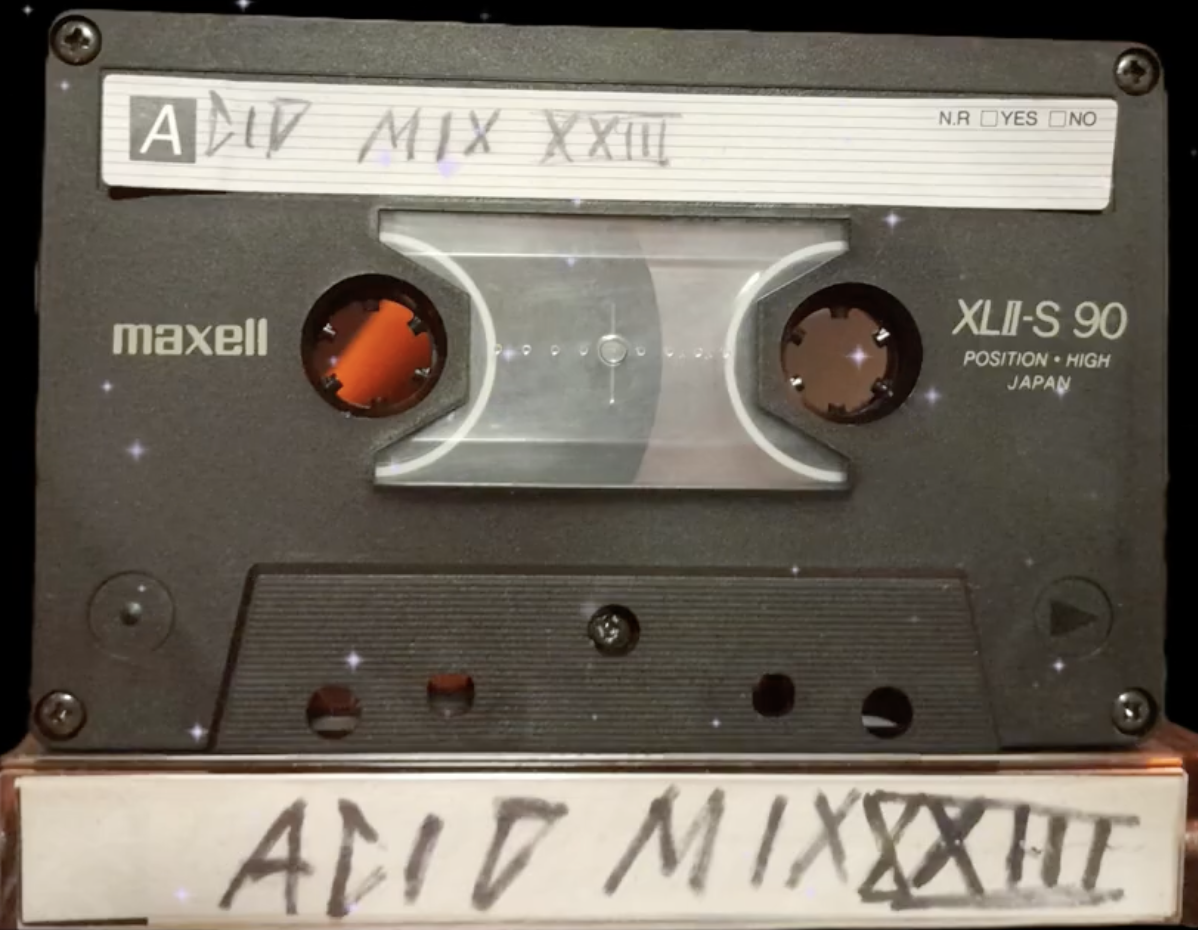 ACID MIX XXIII
N.R □YES □NO
maxell
XLII-S 90
POSITION • HIGH
JAPAN
ACID MIX XXIII